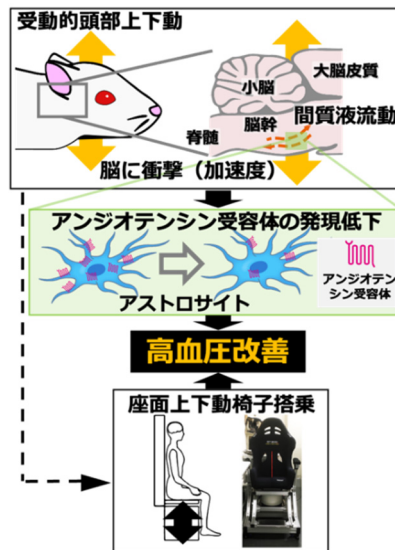 受動的頭部上下動
大脳皮質
小脳
間質液流動
脳幹
脊髄
脳に衝撃（加速度）
アンジオテンシン受容体の発現低下
アストロサイト
アンジオテン
シン受容体
高血圧改善
座面上下動椅子搭乗